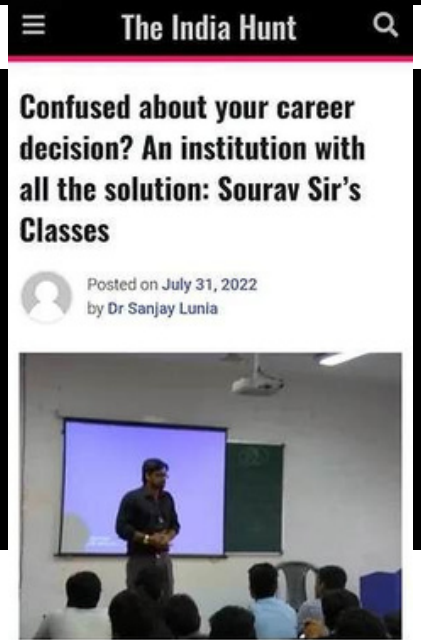 The India Hunt
Confused about your career
decision? An institution with
all the solution: Sourav Sir's
Classes
Posted on July 31, 2022
by Dr Sanjay Lunia